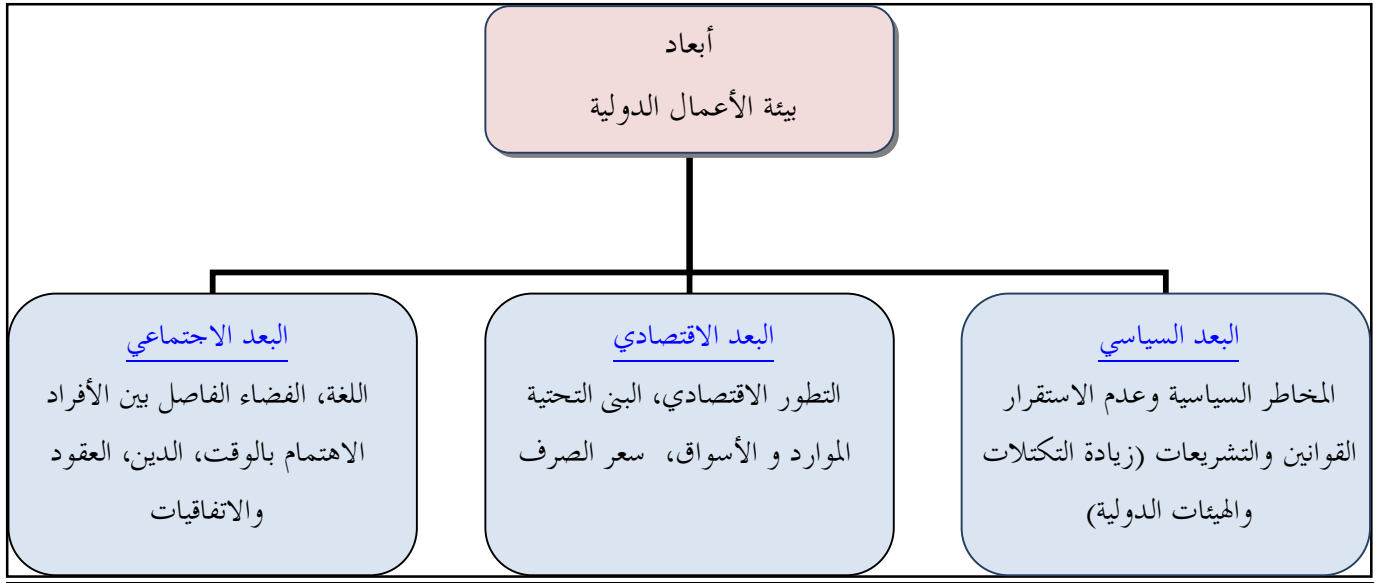 أبعاد
بيئة الأعمال الدولية
البعد السياسي
المخاطر السياسية وعدم الاستقرار
القوانين والتشريعات (زيادة التكتلات
والهيئات الدولية)
البعد الاقتصادي
التطور الاقتصادي، البنى التحتية
الموارد و الأسواق، سعر الصرف
البعد الاجتماعي
اللغة، الفضاء الفاصل بين الأفراد
الاهتمام بالوقت، الدين، العقود
والاتفاقيات